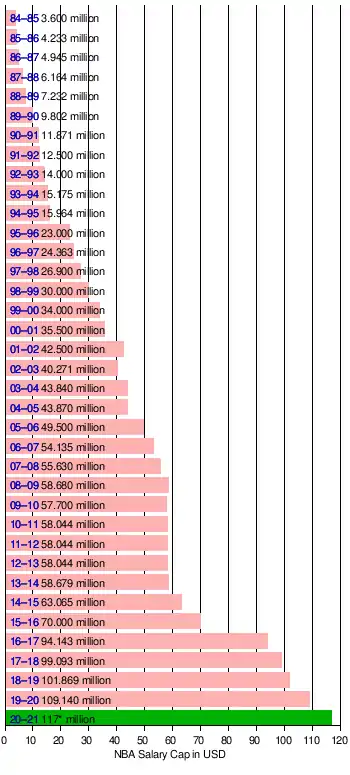 84–85 3.600 million
85–86 4.233 million
86–87 4.945 million
87–88 6.164 million
88–89 7.232 million
89–90 9.802 million
90–91 11.871 million
91–92 12.500 million
92–93 14.000 million
93–94 15.175 million
94–95 15.964 million
95–96 23.000 million
96–97 24.363 million
97–98 26.900 million
98–99 30.000 million
99–00 34.000 million
00–01 35.500 million
01–02 42.500 million
02–03 40.271 million
03–04 43.840 million
04–05 43.870 million
05–06 49.500 million
06–07 54.135 million
07–08 55.630 million
08–09 58.680 million
09–10 57.700 million
10–11 58.044 million
11–12 58.044 million
12–13 58.044 million
13–14 58.679 million
14–15 63.065 million
15–16 70.000 million
16–17 94.143 million
17–18 99.093 million
18–19 101.869 million
19–20 109.140 million
20–21 117* million
0 10 20 30 40 50 60 70 80 90 100 110 120
NBA Salary Cap in USD